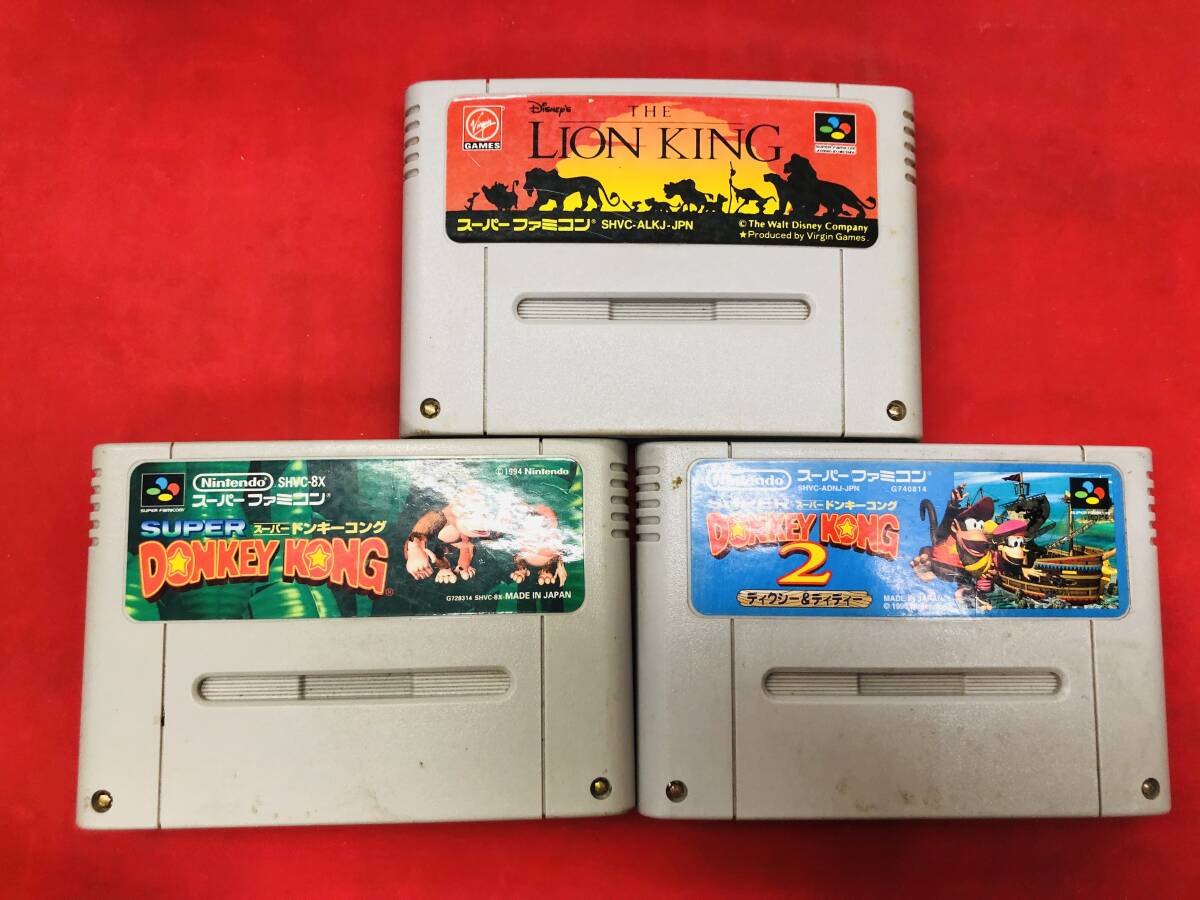 Disney's
THE
LION KING
Virgin
GAMES
スーパーファミコン® SHVC-ALKJ-JPN
© The Walt Disney Company
★Produced by Virgin Games.
Nintendo SHVC-8X
スーパーファミコン®
SUPER FAMICOM
© 1994 Nintendo
SUPER スーパードンキーコング
DONKEY KONG®
G728314 SHVC-8X MADE IN JAPAN
Nintendo スーパーファミコン®
SHVC-ADNJ-JPN G740814
SUPER スーパードンキーコング
DONKEY KONG
2
ディクシー&ディディー
MADE IN JAPAN